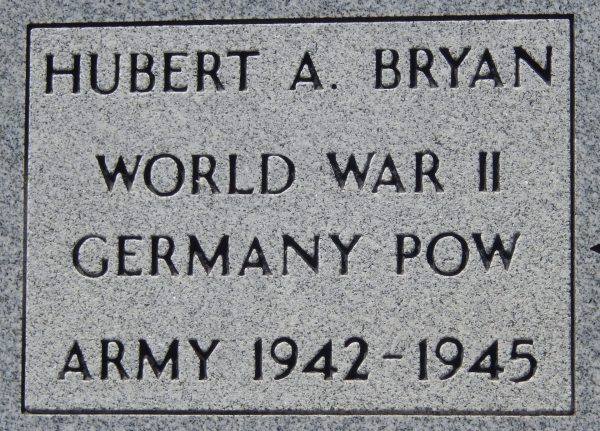 HUBERT A. BRYAN
WORLD WAR II
GERMANY POW
ARMY 1942-1945